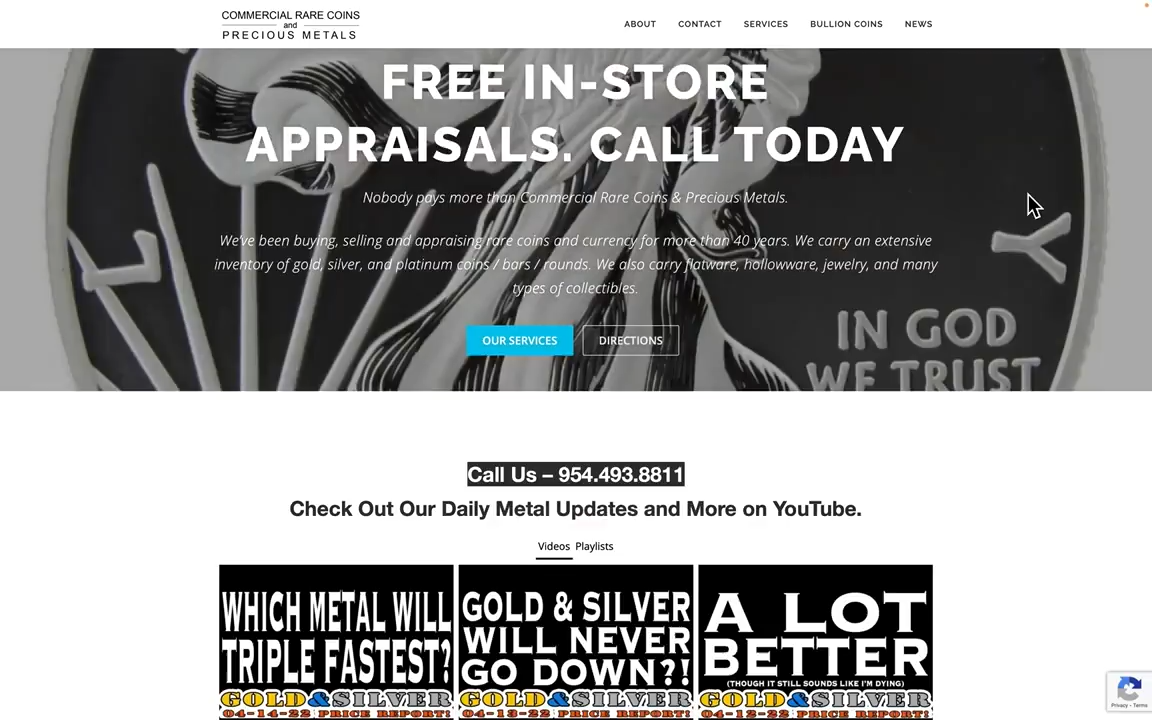 COMMERCIAL RARE COINS
and
PRECIOUS METALS
ABOUT CONTACT SERVICES BULLION COINS NEWS
FREE IN-STORE
APPRAISALS. CALL TODAY
Nobody pays more than Commercial Rare Coins & Precious Metals.
We've been buying, selling and appraising rare coins and currency for more than 40 years. We carry an extensive
inventory of gold, silver, and platinum coins / bars / rounds. We also carry flatware, hollowware, jewelry, and many
types of collectibles.
OUR SERVICES DIRECTIONS
L Y
IN GOD
WE TRUST
Call Us – 954.493.8811
Check Out Our Daily Metal Updates and More on YouTube.
Videos Playlists
WHICH METAL WILL
TRIPLE FASTEST?
GOLD&SILVER
04-14-22 PRICE REPORT!
GOLD & SILVER
WILL NEVER
GO DOWN?!
GOLD&SILVER
04-13-22 PRICE REPORT!
A LOT
BETTER
(THOUGH IT STILL SOUNDS LIKE I'M DYING)
GOLD&SILVER
04-12-22 PRICE REPORT!
Privacy - Terms